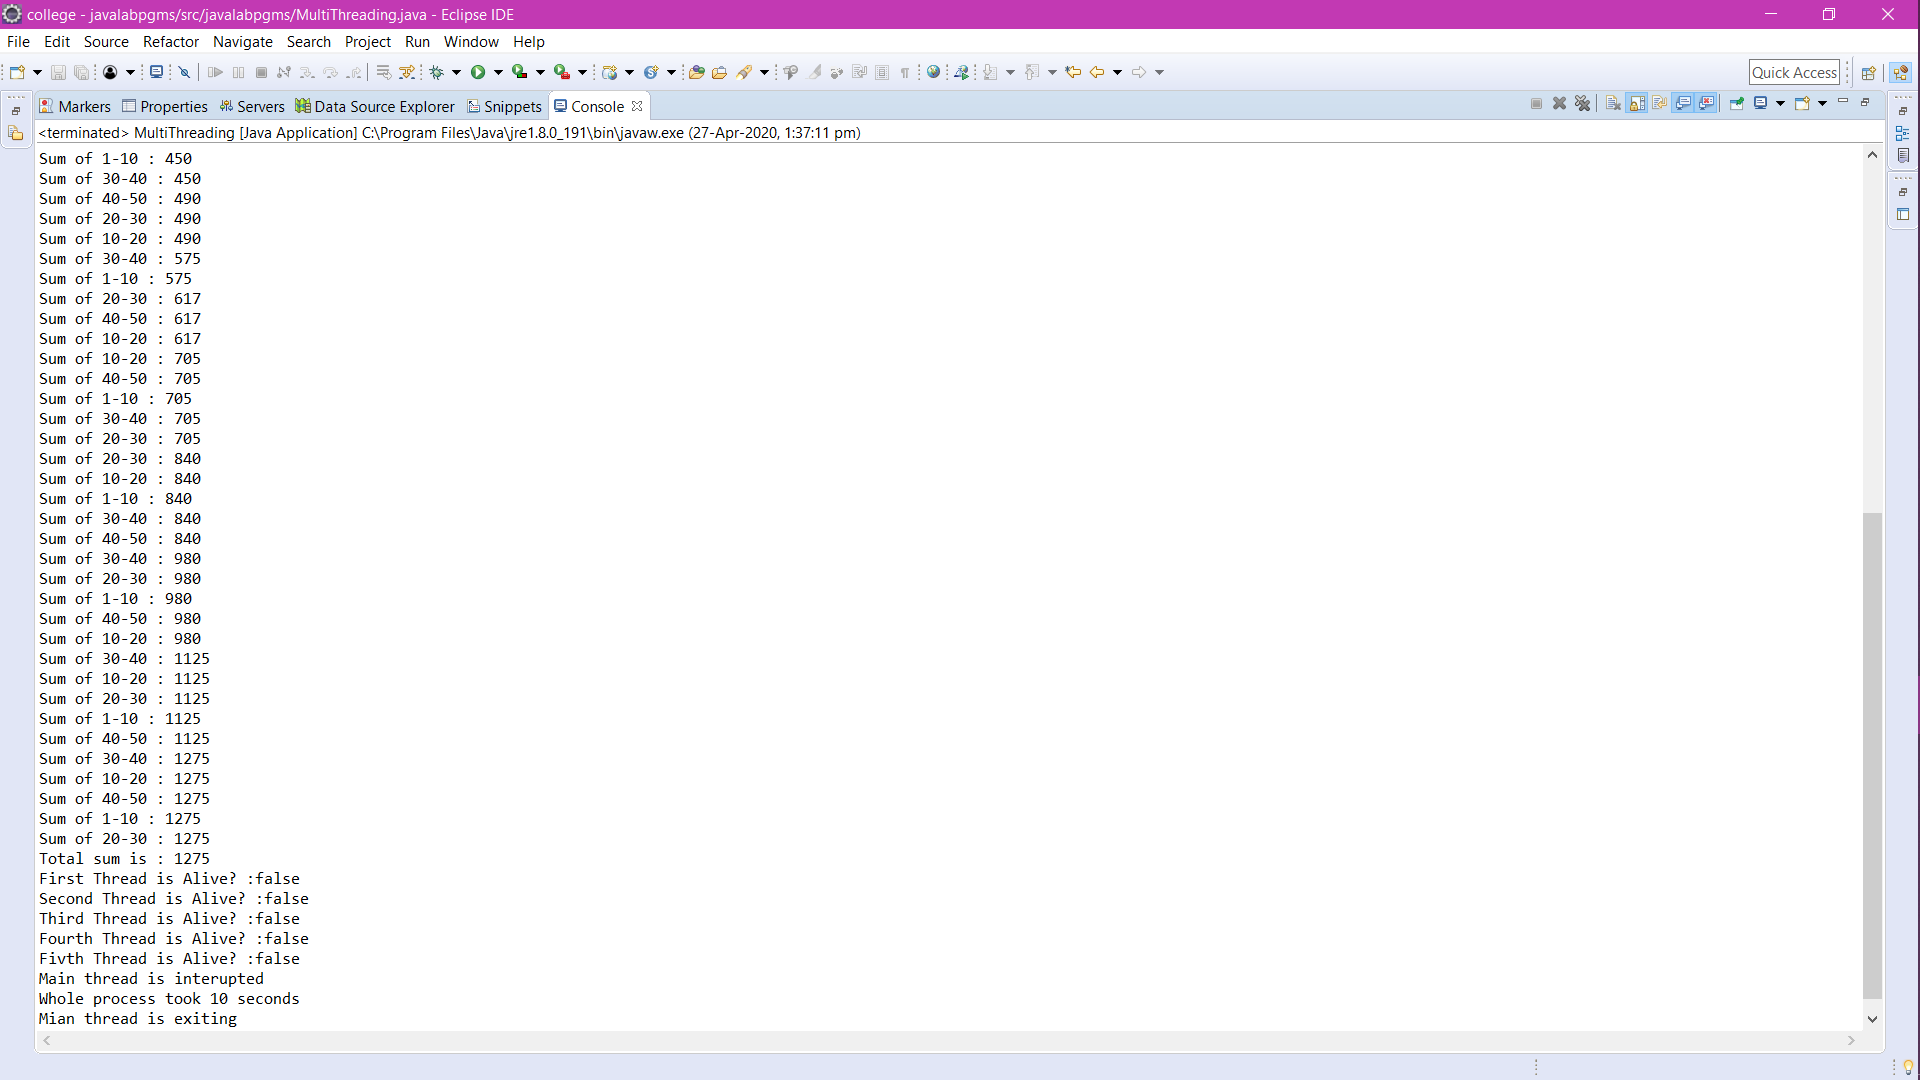 college - javalabpgms/src/javalabpgms/MultiThreading.java - Eclipse IDE
File Edit Source Refactor Navigate Search Project Run Window Help
Quick Access
Markers Properties Servers Data Source Explorer Snippets Console
<terminated> MultiThreading [Java Application] C:\Program Files\Java\jre1.8.0_191\bin\javaw.exe (27-Apr-2020, 1:37:11 pm)
Sum of 1-10 : 450
Sum of 30-40 : 450
Sum of 40-50 : 490
Sum of 20-30 : 490
Sum of 10-20 : 490
Sum of 30-40 : 575
Sum of 1-10 : 575
Sum of 20-30 : 617
Sum of 40-50 : 617
Sum of 10-20 : 617
Sum of 10-20 : 705
Sum of 40-50 : 705
Sum of 1-10 : 705
Sum of 30-40 : 705
Sum of 20-30 : 705
Sum of 20-30 : 840
Sum of 10-20 : 840
Sum of 1-10 : 840
Sum of 30-40 : 840
Sum of 40-50 : 840
Sum of 30-40 : 980
Sum of 20-30 : 980
Sum of 1-10 : 980
Sum of 40-50 : 980
Sum of 10-20 : 980
Sum of 30-40 : 1125
Sum of 10-20 : 1125
Sum of 20-30 : 1125
Sum of 1-10 : 1125
Sum of 40-50 : 1125
Sum of 30-40 : 1275
Sum of 10-20 : 1275
Sum of 40-50 : 1275
Sum of 1-10 : 1275
Sum of 20-30 : 1275
Total sum is : 1275
First Thread is Alive? :false
Second Thread is Alive? :false
Third Thread is Alive? :false
Fourth Thread is Alive? :false
Fivth Thread is Alive? :false
Main thread is interupted
Whole process took 10 seconds
Mian thread is exiting